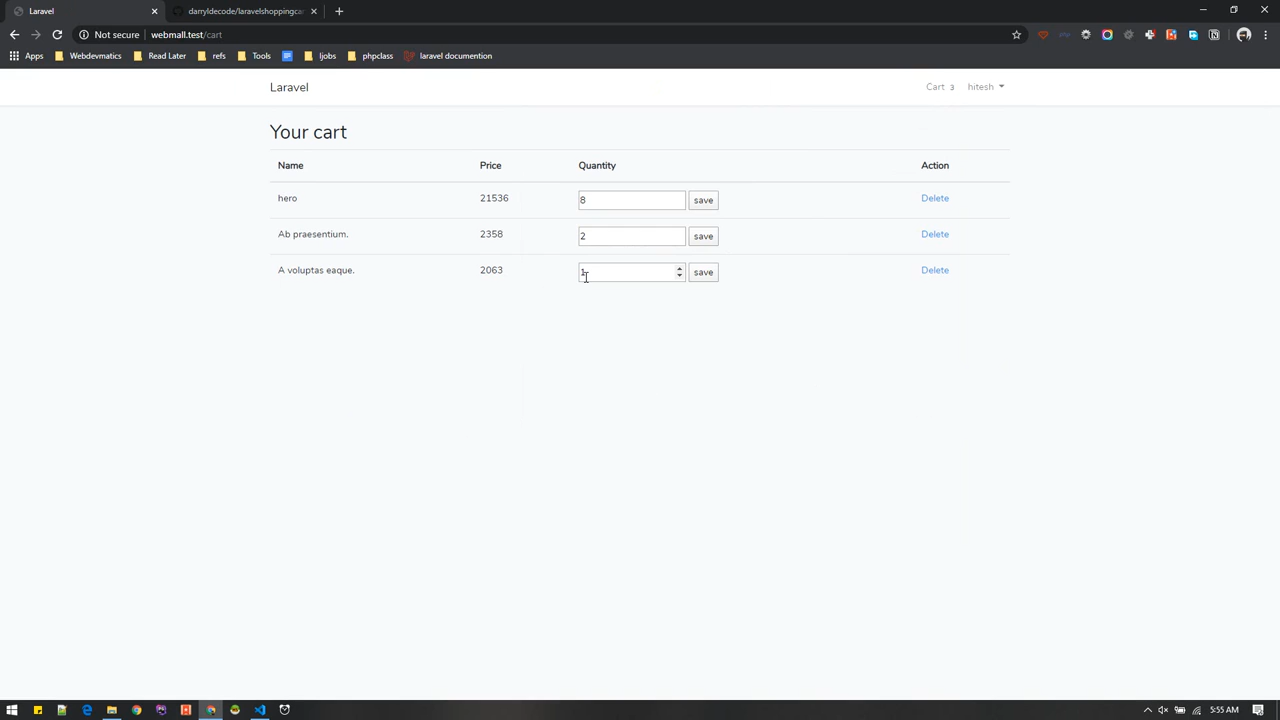 Laravel
darryldecode/laravelshoppingcar
Not secure
webmall.test/cart
Apps
Webdevmatics
Read Later
refs
Tools
ljobs
phpclass
laravel documention
Laravel
Cart 3
hitesh
Your cart
Name Price Quantity Action
hero 21536 8 save Delete
Ab praesentium. 2358 2 save Delete
A voluptas eaque. 2063 1 save Delete
5:55 AM